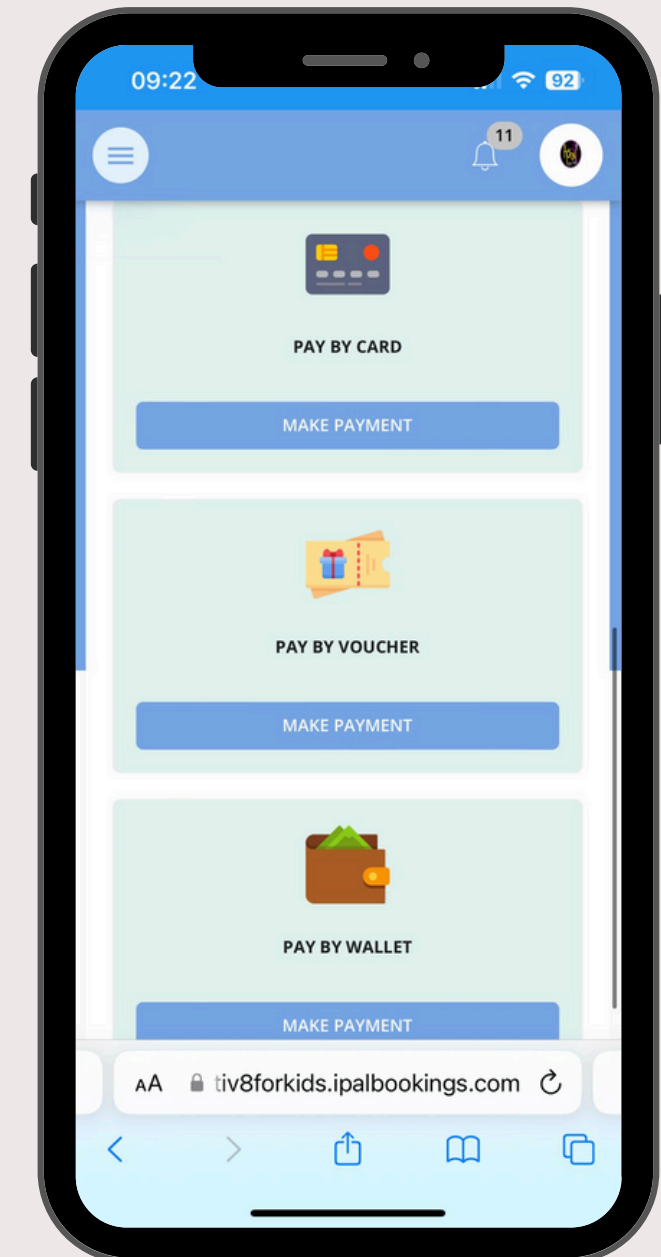 09:22
92
11
PAY BY CARD
MAKE PAYMENT
PAY BY VOUCHER
MAKE PAYMENT
PAY BY WALLET
MAKE PAYMENT
AA tiv8forkids.ipalbookings.com